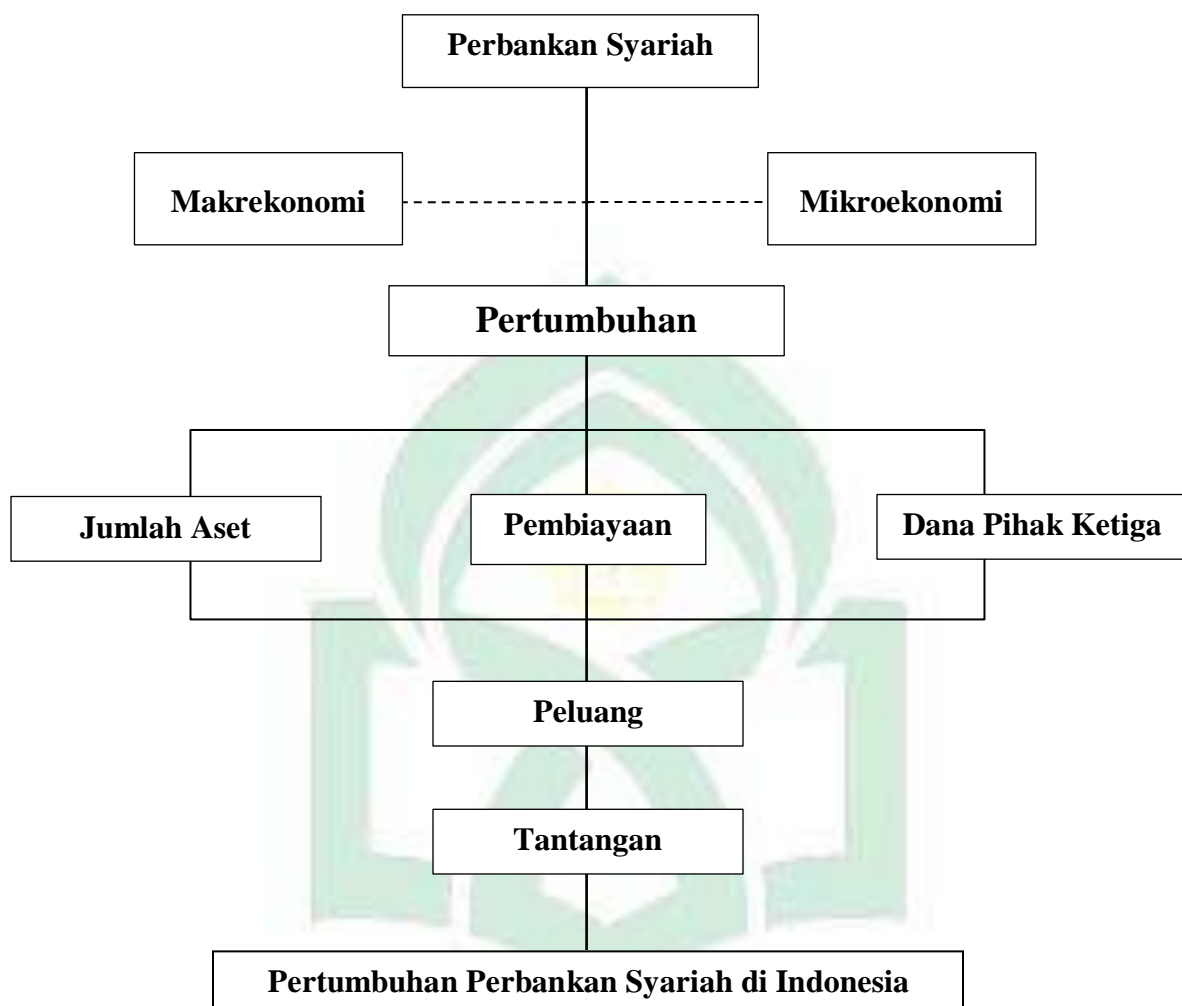 Perbankan Syariah
Makrekonomi
Mikroekonomi
Pertumbuhan
Jumlah Aset
Pembiayaan
Dana Pihak Ketiga
Peluang
Tantangan
Pertumbuhan Perbankan Syariah di Indonesia